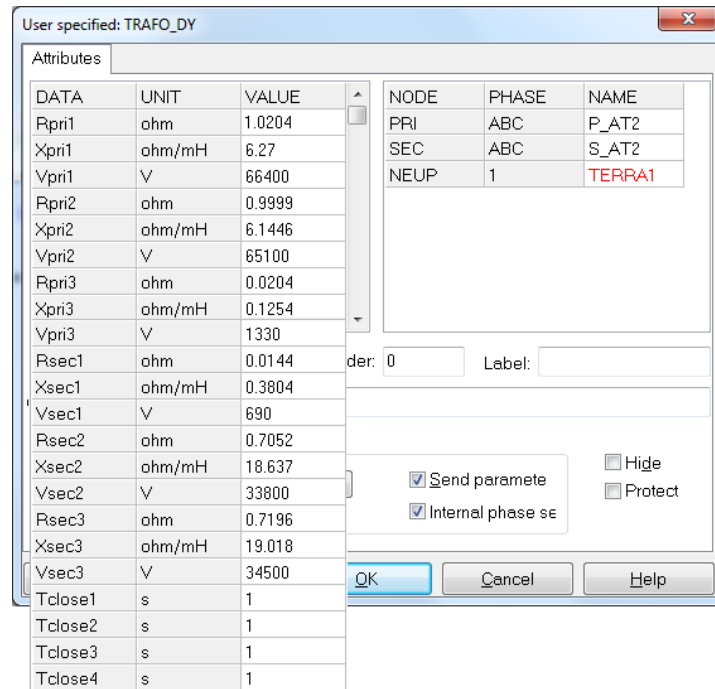 User specified: TRAFO_DY
x
Attributes
DATA UNIT VALUE
Rpri1 ohm 1.0204
Xpri1 ohm/mH 6.27
Vpri1 V 66400
Rpri2 ohm 0.9999
Xpri2 ohm/mH 6.1446
Vpri2 V 65100
Rpri3 ohm 0.0204
Xpri3 ohm/mH 0.1254
Vpri3 V 1330
Rsec1 ohm 0.0144
Xsec1 ohm/mH 0.3804
Vsec1 V 690
Rsec2 ohm 0.7052
Xsec2 ohm/mH 18.637
Vsec2 V 33800
Rsec3 ohm 0.7196
Xsec3 ohm/mH 19.018
Vsec3 V 34500
Tclose1 s 1
Tclose2 s 1
Tclose3 s 1
Tclose4 s 1
NODE PHASE NAME
PRI ABC P_AT2
SEC ABC S_AT2
NEUP 1 TERRA1
der: 0 Label:
Send paramete
Internal phase se
Hide
Protect
OK Cancel Help